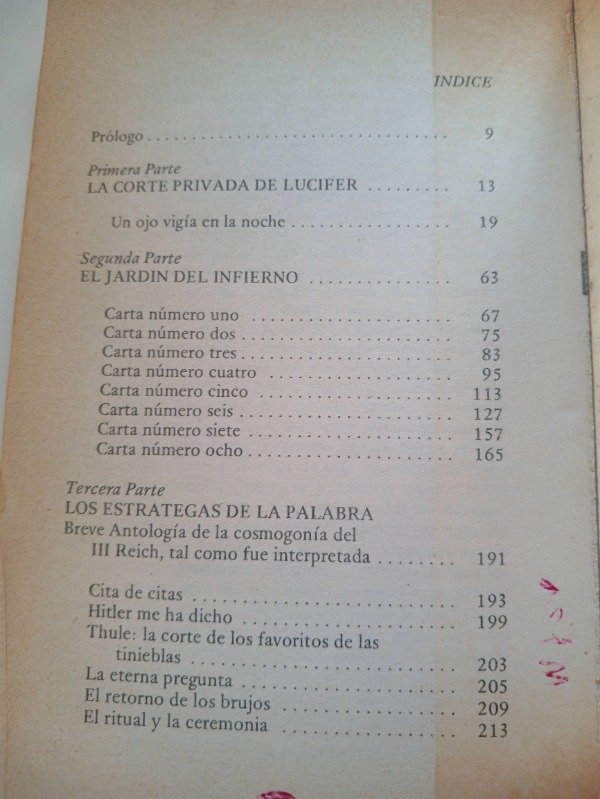 INDICE
Prólogo . . . . . . . . . . . . . . . . . . . . . . . . . . . . . . . . . . 9
Primera Parte
LA CORTE PRIVADA DE LUCIFER . . . . . . . . . 13
Un ojo vigía en la noche . . . . . . . . . . . . . . . . . . 19
Segunda Parte
EL JARDIN DEL INFIERNO . . . . . . . . . . . . . . . 63
Carta número uno . . . . . . . . . . . . . . . . . . . . . 67
Carta número dos . . . . . . . . . . . . . . . . . . . . . . 75
Carta número tres . . . . . . . . . . . . . . . . . . . . . . 83
Carta número cuatro . . . . . . . . . . . . . . . . . . . . 95
Carta número cinco . . . . . . . . . . . . . . . . . . . . . 113
Carta número seis . . . . . . . . . . . . . . . . . . . . . . 127
Carta número siete . . . . . . . . . . . . . . . . . . . . . 157
Carta número ocho . . . . . . . . . . . . . . . . . . . . . 165
Tercera Parte
LOS ESTRATEGAS DE LA PALABRA
Breve Antología de la cosmogonía del
III Reich, tal como fue interpretada . . . . . . . . . 191
Cita de citas . . . . . . . . . . . . . . . . . . . . . . . . . . . 193
Hitler me ha dicho . . . . . . . . . . . . . . . . . . . . . . 199
Thule: la corte de los favoritos de las
tinieblas . . . . . . . . . . . . . . . . . . . . . . . . . . . 203
La eterna pregunta . . . . . . . . . . . . . . . . . . . . . . 205
El retorno de los brujos . . . . . . . . . . . . . . . . . . 209
El ritual y la ceremonia . . . . . . . . . . . . . . . . . . 213